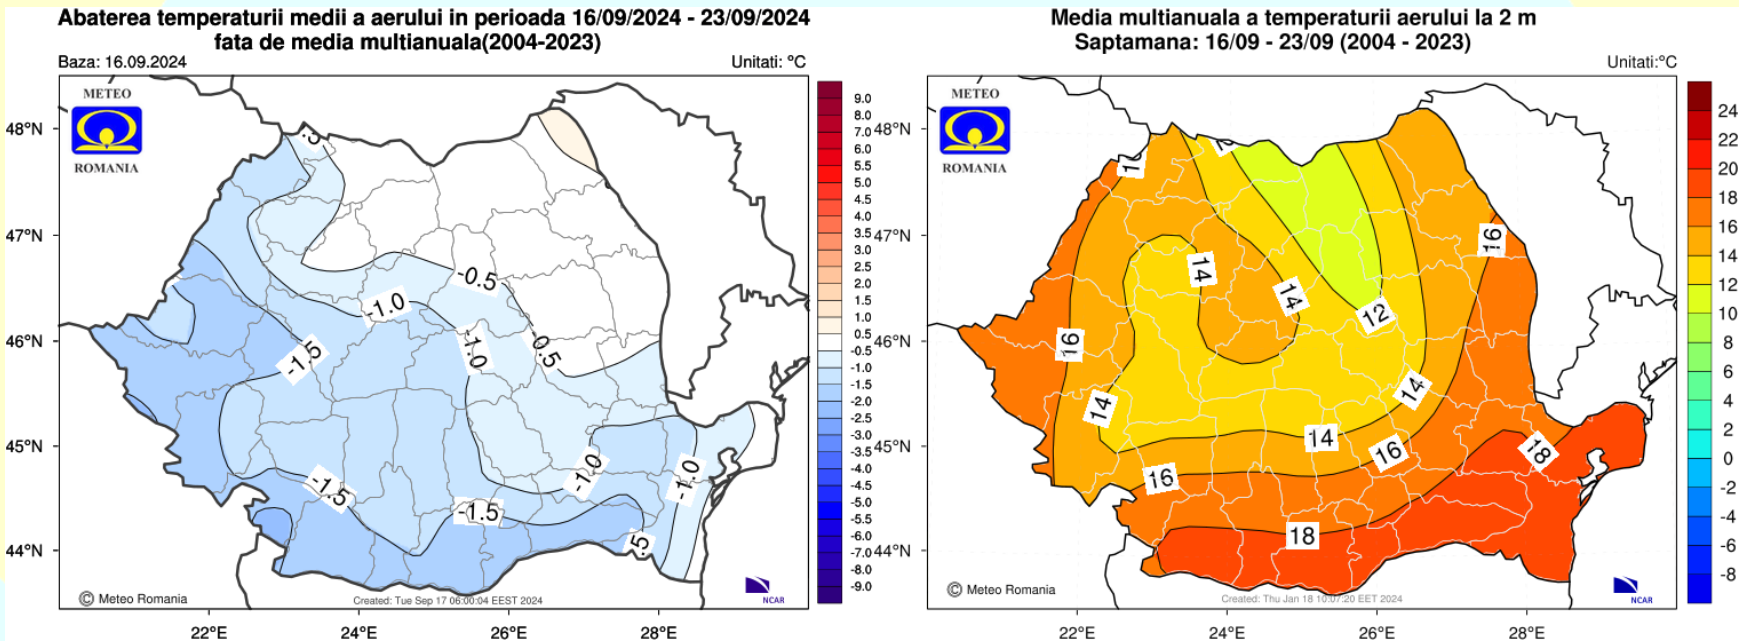 Abaterea temperaturii medii a aerului in perioada 16/09/2024 - 23/09/2024
fata de media multianuala(2004-2023)
Baza: 16.09.2024
Unitati: °C
METEO
ROMANIA
48°N
47°N
46°N
45°N
44°N
22°E
24°E
26°E
28°E
.5
-0.5
-1.0
-1.0
-0.5
-1.5
-1.0
-1.0
-1.5
-1.5
.5
9.0
8.0
7.0
6.5
5.5
5.0
4.5
4.0
3.5
3.0
2.5
2.0
1.5
1.0
0.5
-0.5
-1.0
-1.5
-2.0
-2.5
-3.0
-3.5
-4.0
-4.5
-5.0
-5.5
-6.0
-7.0
-8.0
-9.0
© Meteo Romania
Created: Tue Sep 17 06:00:04 EEST 2024
NCAR
Media multianuala a temperaturii aerului la 2 m
Saptamana: 16/09 - 23/09 (2004 - 2023)
Unitati:°C
METEO
ROMANIA
48°N
47°N
46°N
45°N
44°N
22°E
24°E
26°E
28°E
1
16
14
14
12
16
14
14
14
16
16
18
18
24
22
20
18
16
14
12
10
8
6
4
2
0
-2
-4
-6
-8
© Meteo Romania
Created: Thu Jan 18 10:07:20 EET 2024
NCAR